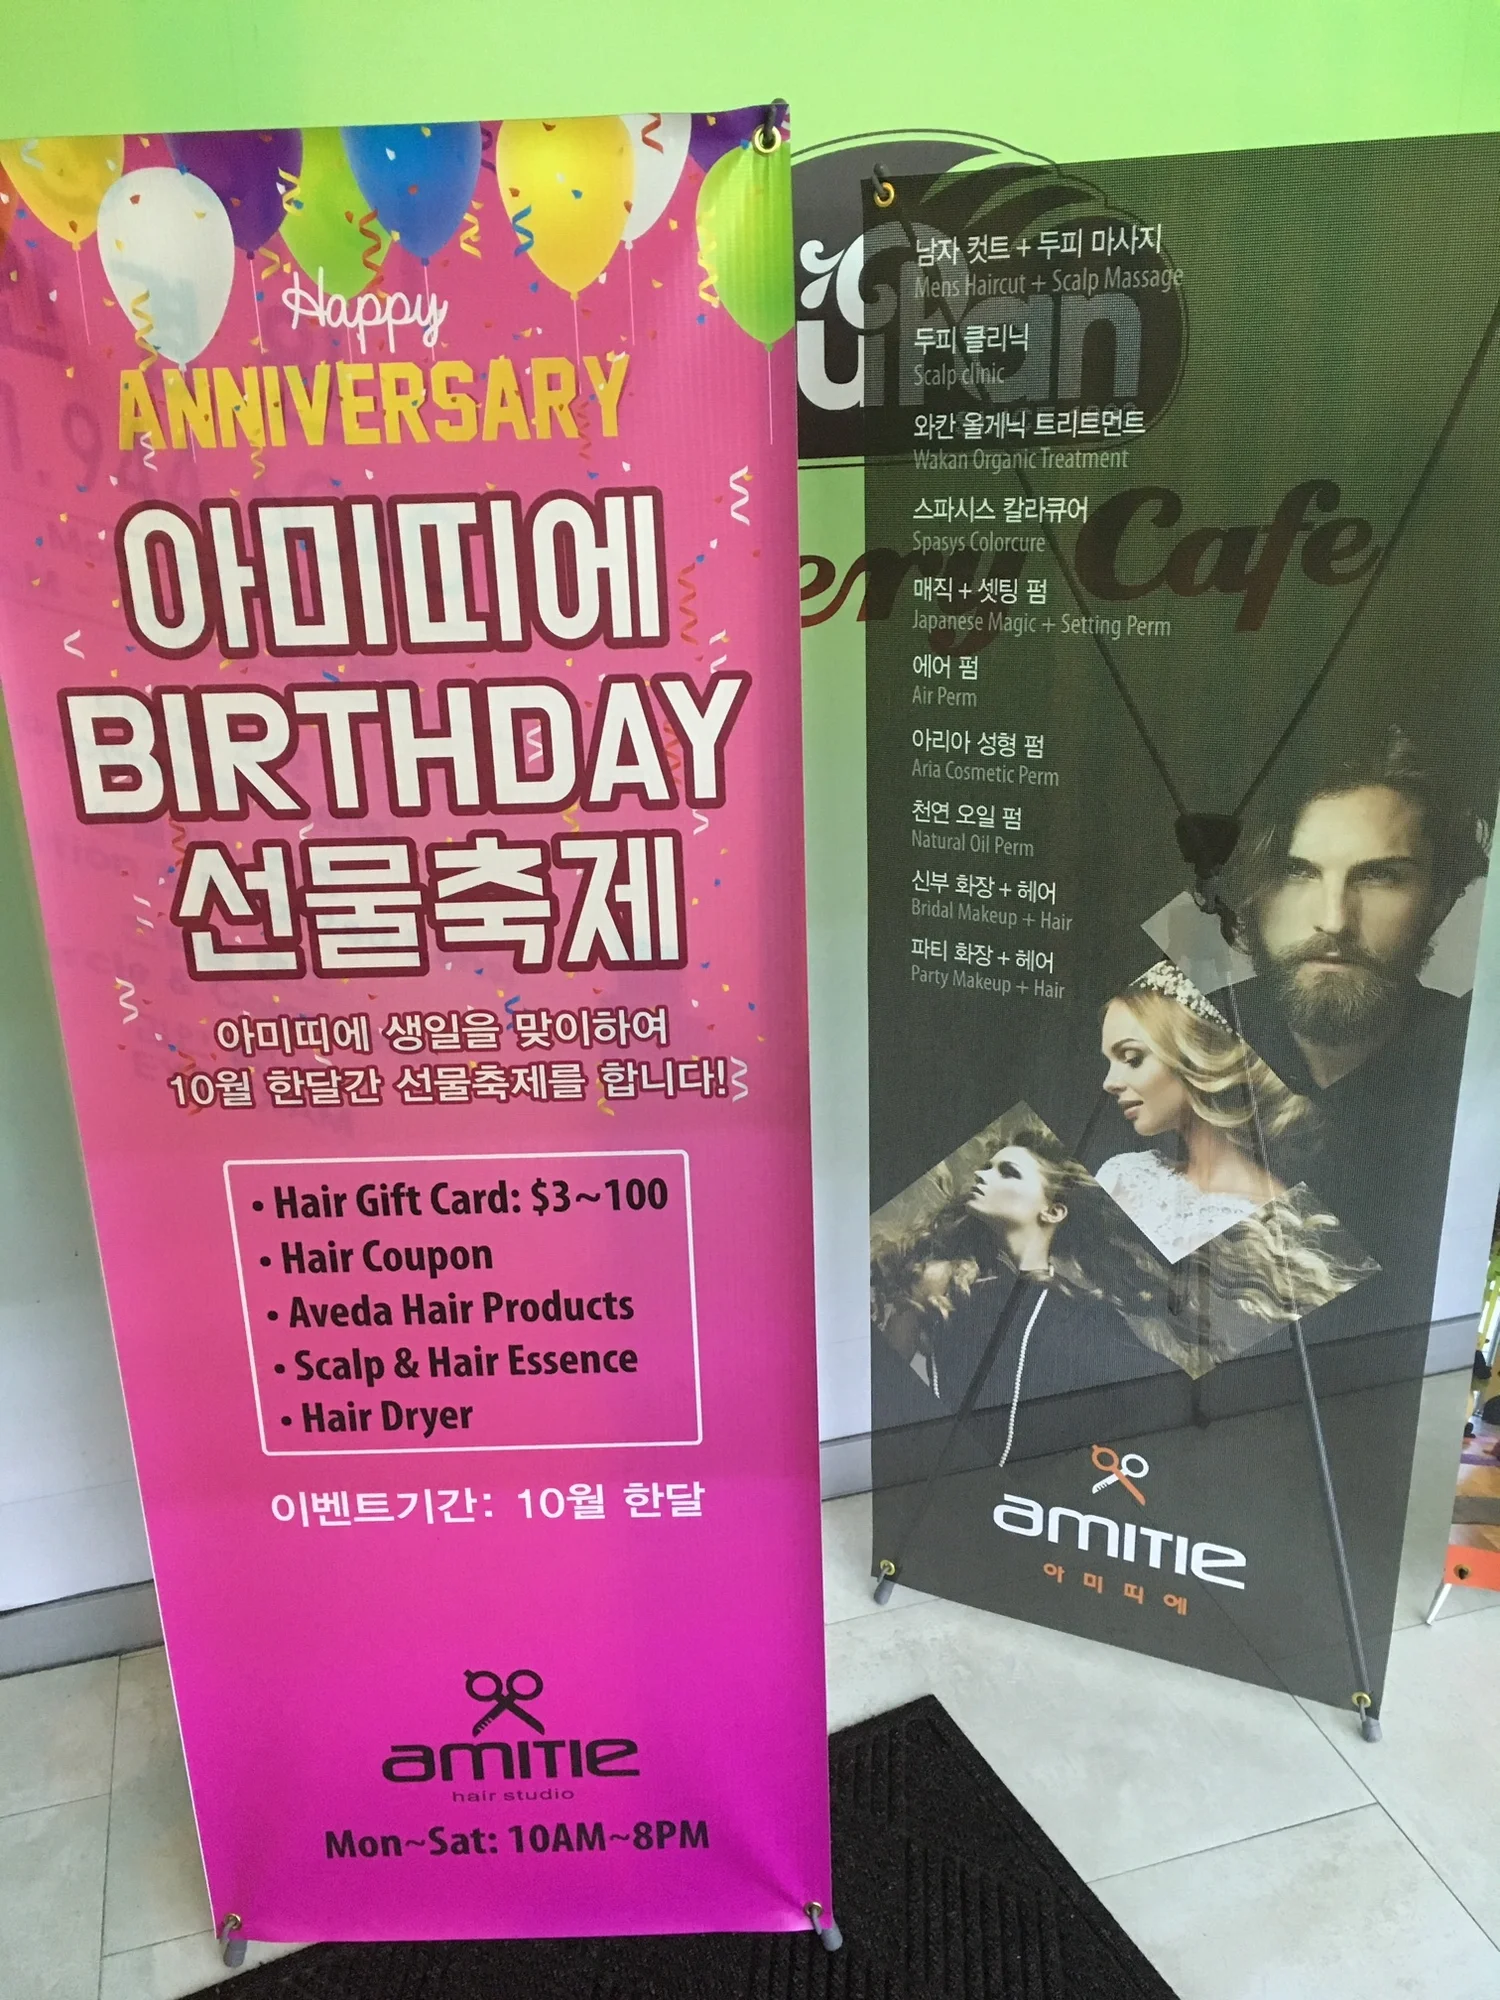 Happy
ANNIVERSARY
아미띠에
BIRTHDAY
선물축제
아미띠에 생일을 맞이하여
10월 한달간 선물축제를 합니다!
• Hair Gift Card: $3~100
• Hair Coupon
• Aveda Hair Products
• Scalp & Hair Essence
• Hair Dryer
이벤트기간: 10월 한달
amitie
hair studio
Mon~Sat: 10AM~8PM
남자 컷트 + 두피 마사지
Mens Haircut + Scalp Massage
두피 클리닉
Scalp clinic
와칸 올게닉 트리트먼트
Wakan Organic Treatment
스파시스 칼라큐어
Spasys Colorcure
매직 + 셋팅 펌
Japanese Magic + Setting Perm
에어 펌
Air Perm
아리아 성형 펌
Aria Cosmetic Perm
천연 오일 펌
Natural Oil Perm
신부 화장 + 헤어
Bridal Makeup + Hair
파티 화장 + 헤어
Party Makeup + Hair
amitie
아미띠에
Cafe